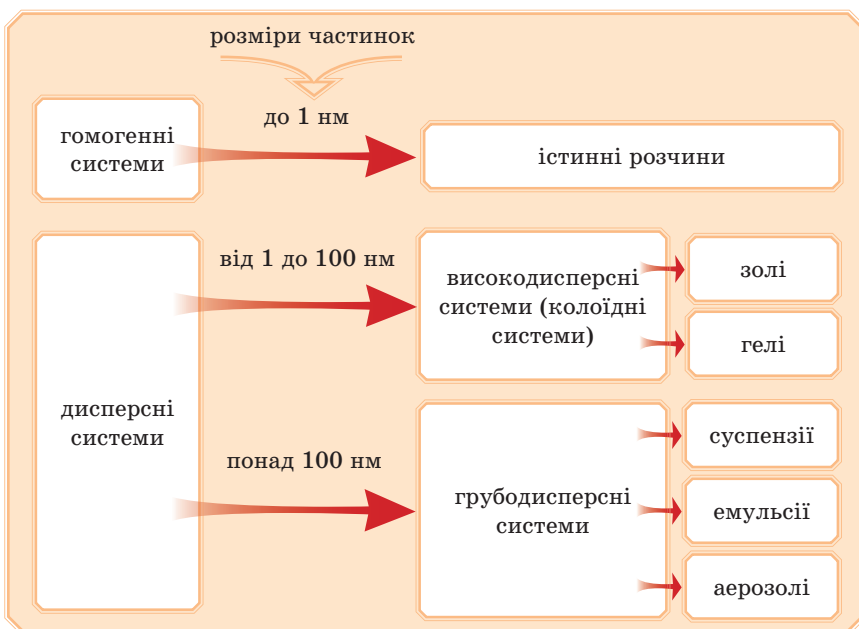 розміри частинок
гомогенні
системи
до 1 нм
істинні розчини
дисперсні
системи
від 1 до 100 нм
високодисперсні
системи (колоїдні
системи)
золі
гелі
понад 100 нм
грубодисперсні
системи
суспензії
емульсії
аерозолі